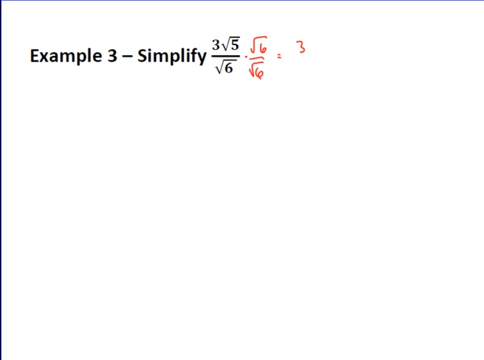 Example 3 – Simplify 3√5/√6 · √6/√6 = 3